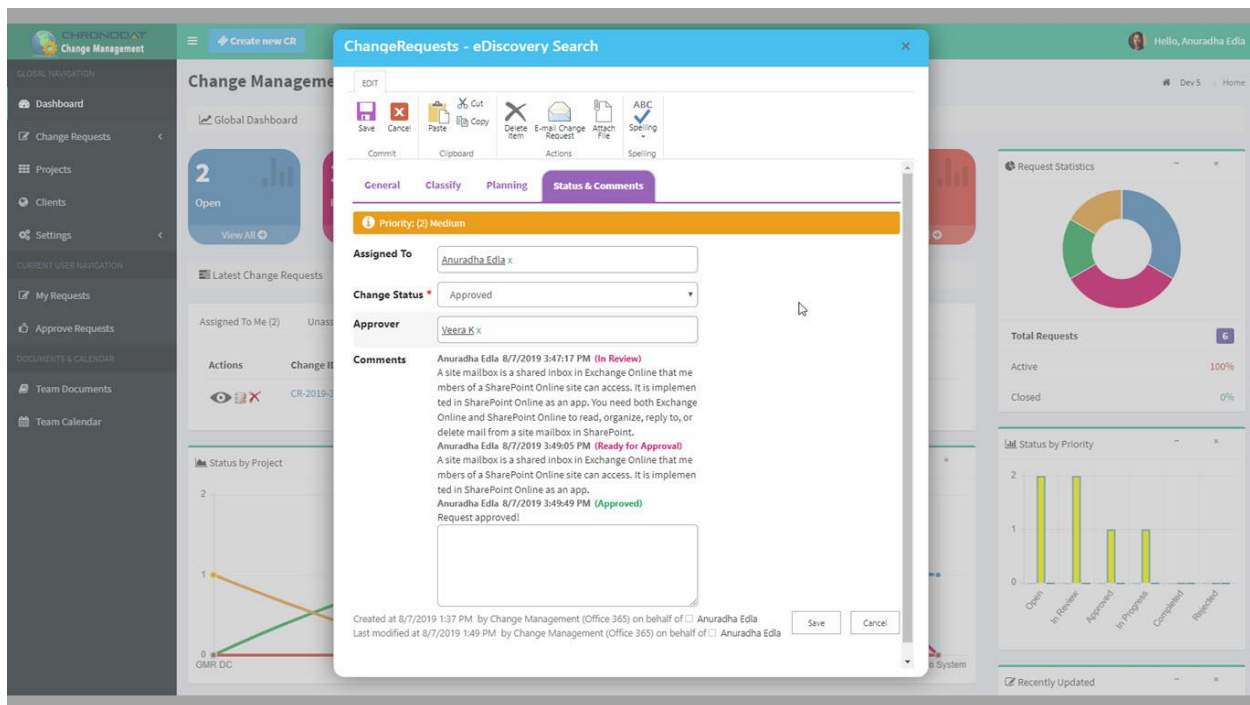 CHRONODAT
Change Management
Create new CR
Hello, Anuradha Edla
GLOBAL NAVIGATION
Dashboard
Change Requests
Projects
Clients
Settings
CURRENT USER NAVIGATION
My Requests
Approve Requests
DOCUMENTS & CALENDAR
Team Documents
Team Calendar
Change Manageme
Dev 5
Home
Global Dashboard
2
Open
View All
Latest Change Requests
Assigned To Me (2)
Unass
Actions
Change ID
CR-2019-3
Status by Project
2
1
0
GMR DC
ChangeRequests - eDiscovery Search
×
EDIT
Save
Cancel
Paste
Cut
Copy
Delete Item
E-mail Change Request
Attach File
ABC
Spelling
Commit
Clipboard
Actions
Spelling
General
Classify
Planning
Status & Comments
Priority: (2) Medium
Assigned To
Anuradha Edla x
Change Status *
Approved
Approver
Veera K x
Comments
Anuradha Edla 8/7/2019 3:47:17 PM (In Review)
A site mailbox is a shared inbox in Exchange Online that me
mbers of a SharePoint Online site can access. It is implemen
ted in SharePoint Online as an app. You need both Exchange
Online and SharePoint Online to read, organize, reply to, or
delete mail from a site mailbox in SharePoint.
Anuradha Edla 8/7/2019 3:49:05 PM (Ready for Approval)
A site mailbox is a shared inbox in Exchange Online that me
mbers of a SharePoint Online site can access. It is implemen
ted in SharePoint Online as an app.
Anuradha Edla 8/7/2019 3:49:49 PM (Approved)
Request approved!
Created at 8/7/2019 1:37 PM by Change Management (Office 365) on behalf of Anuradha Edla
Last modified at 8/7/2019 1:49 PM by Change Management (Office 365) on behalf of Anuradha Edla
Save
Cancel
o System
Request Statistics
Total Requests
6
Active
100%
Closed
0%
Status by Priority
2
1
0
Open
In Review
Approved
In Progress
Completed
Rejected
Recently Updated